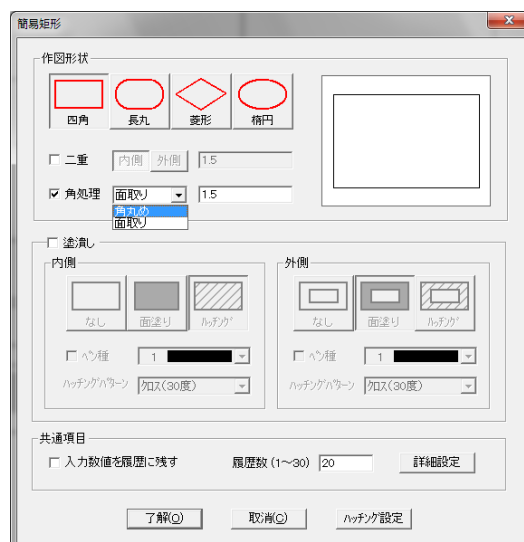 簡易矩形
作図形状
四角 長丸 菱形 楕円
二重 内側 外側 1.5
角処理 面取り 1.5
角丸め
面取り
塗潰し
内側 外側
なし 面塗り ハッチング なし 面塗り ハッチング
ペン種 1 ペン種 1
ハッチングパターン クロス(30度) ハッチングパターン クロス(30度)
共通項目
入力数値を履歴に残す 履歴数(1~30) 20 詳細設定
了解(O) 取消(C) ハッチング設定